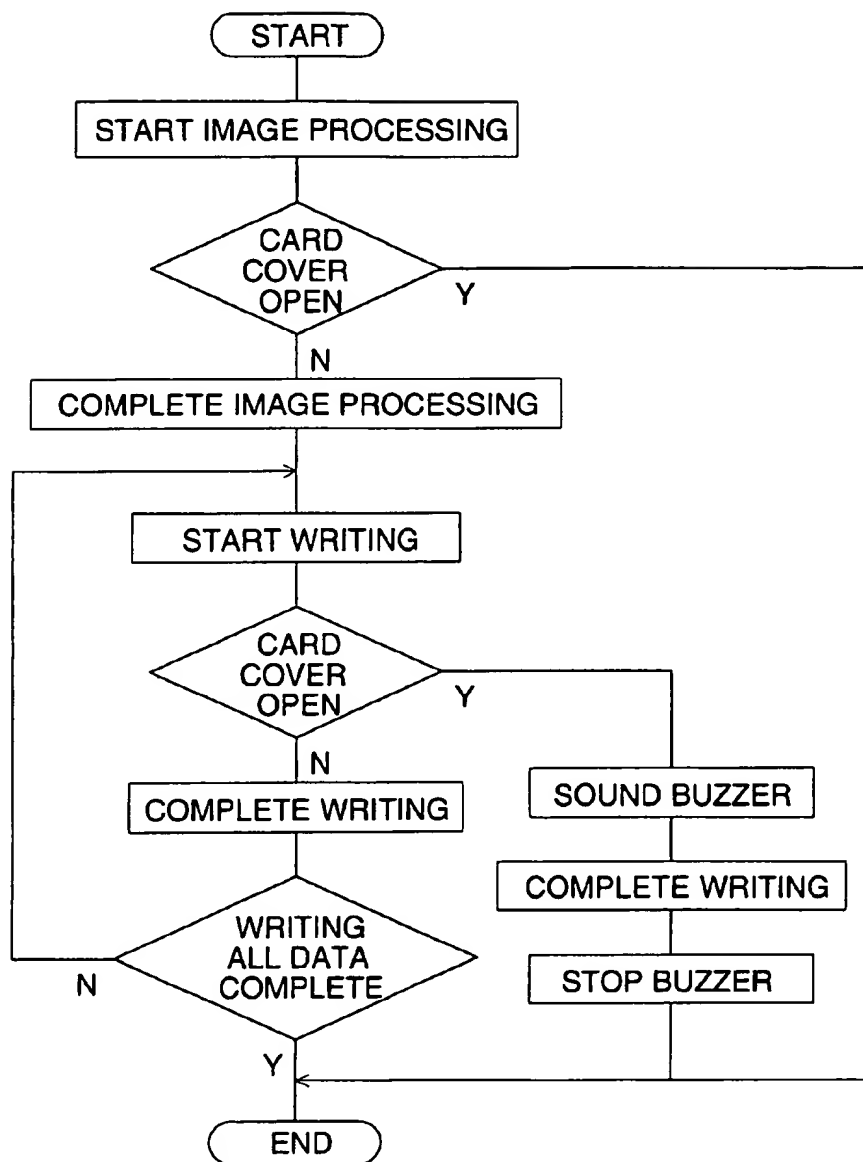 START
START IMAGE PROCESSING
CARD
COVER
OPEN
Y
N
COMPLETE IMAGE PROCESSING
START WRITING
CARD
COVER
OPEN
Y
N
COMPLETE WRITING
SOUND BUZZER
COMPLETE WRITING
WRITING
ALL DATA
COMPLETE
N
STOP BUZZER
Y
END